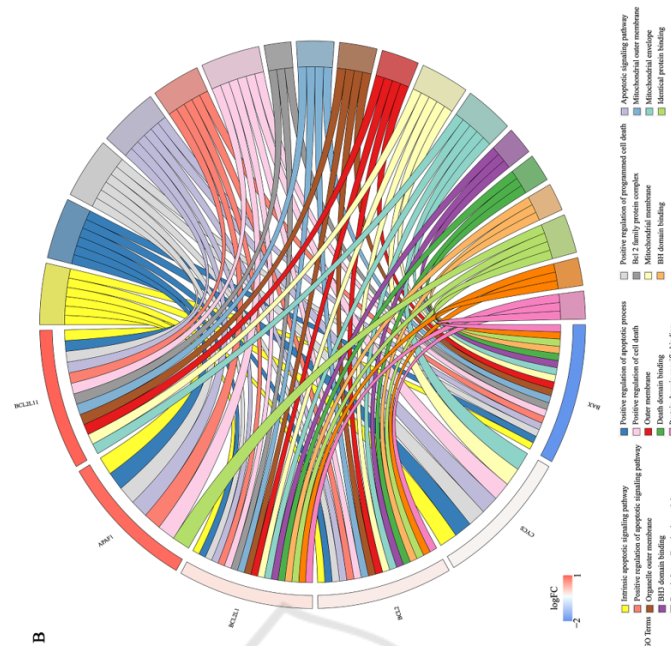 B
BCL2L11
APAF1
BCL2L1
BCL2
CYCS
BAX
logFC
-2
1
GO Terms
Intrinsic apoptotic signaling pathway
Positive regulation of apoptotic signaling pathway
Organelle outer membrane
BH3 domain binding
Positive regulation of apoptotic process
Positive regulation of cell death
Outer membrane
Death domain binding
Positive regulation of programmed cell death
Bcl 2 family protein complex
Mitochondrial membrane
BH domain binding
Apoptotic signaling pathway
Mitochondrial outer membrane
Mitochondrial envelope
Identical protein binding